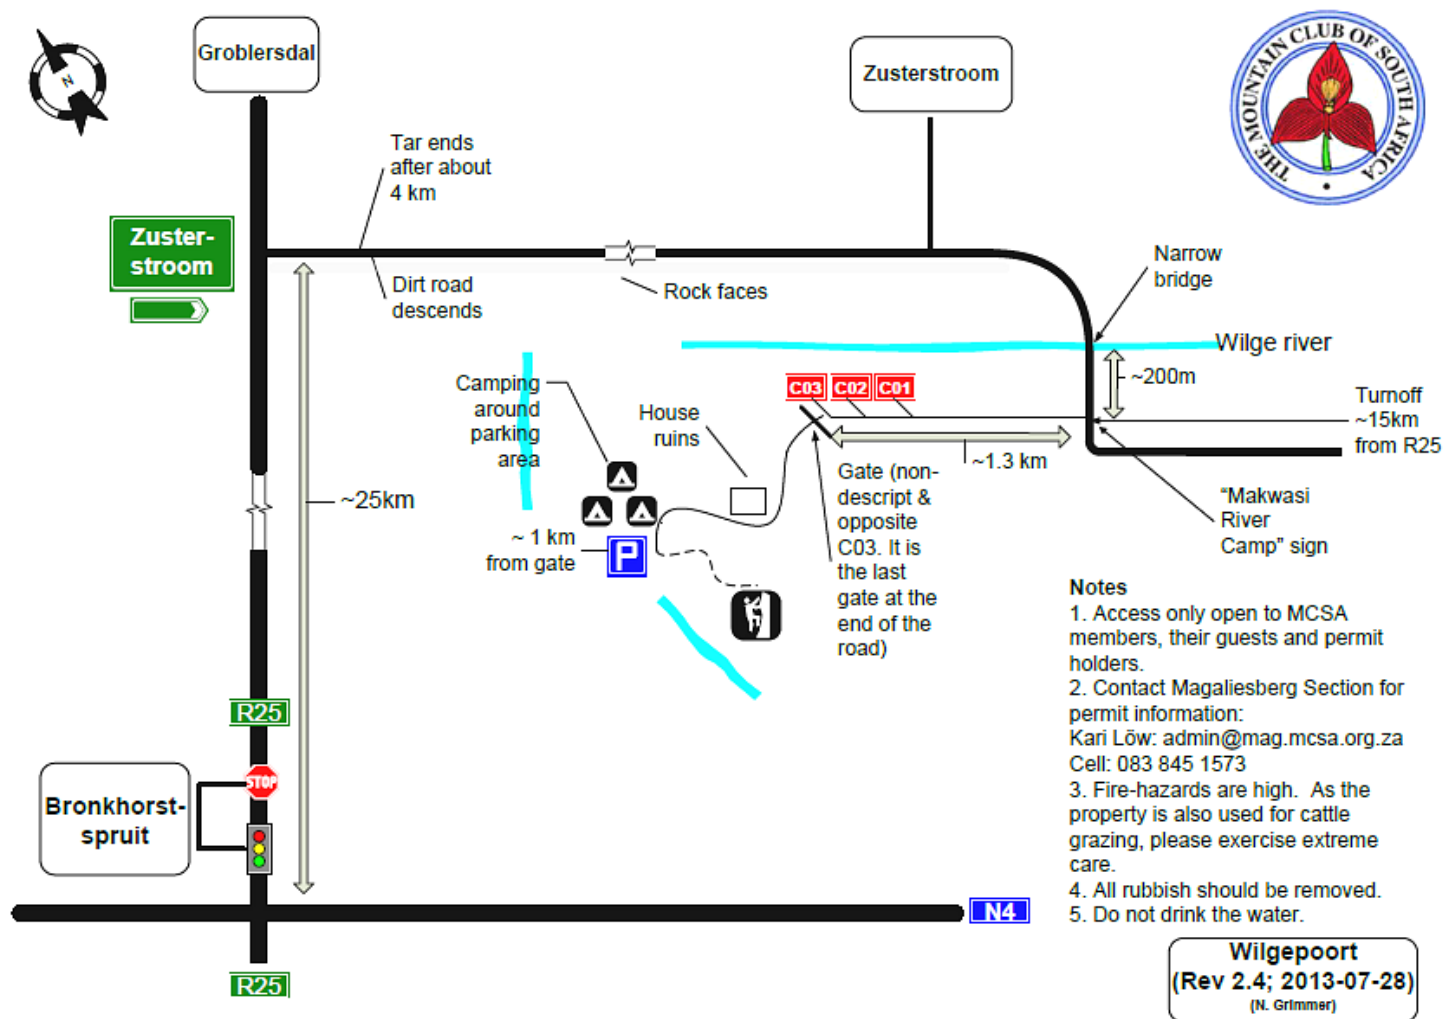 N
Groblersdal
Zusterstroom
THE MOUNTAIN CLUB OF SOUTH AFRICA
Tar ends
after about
4 km
Zuster-
stroom
Dirt road
descends
Rock faces
Narrow
bridge
Wilge river
~200m
Turnoff
~15km
from R25
Camping
around
parking
area
House
ruins
C03
C02
C01
~1.3 km
Gate (non-
descript &
opposite
C03. It is
the last
gate at the
end of the
road)
"Makwasi
River
Camp" sign
~25km
~ 1 km
from gate
P
R25
STOP
Bronkhorst-
spruit
N4
R25
Notes
1. Access only open to MCSA
members, their guests and permit
holders.
2. Contact Magaliesberg Section for
permit information:
Kari Löw: admin@mag.mcsa.org.za
Cell: 083 845 1573
3. Fire-hazards are high.  As the
property is also used for cattle
grazing, please exercise extreme
care.
4. All rubbish should be removed.
5. Do not drink the water.
Wilgepoort
(Rev 2.4; 2013-07-28)
(N. Grimmer)